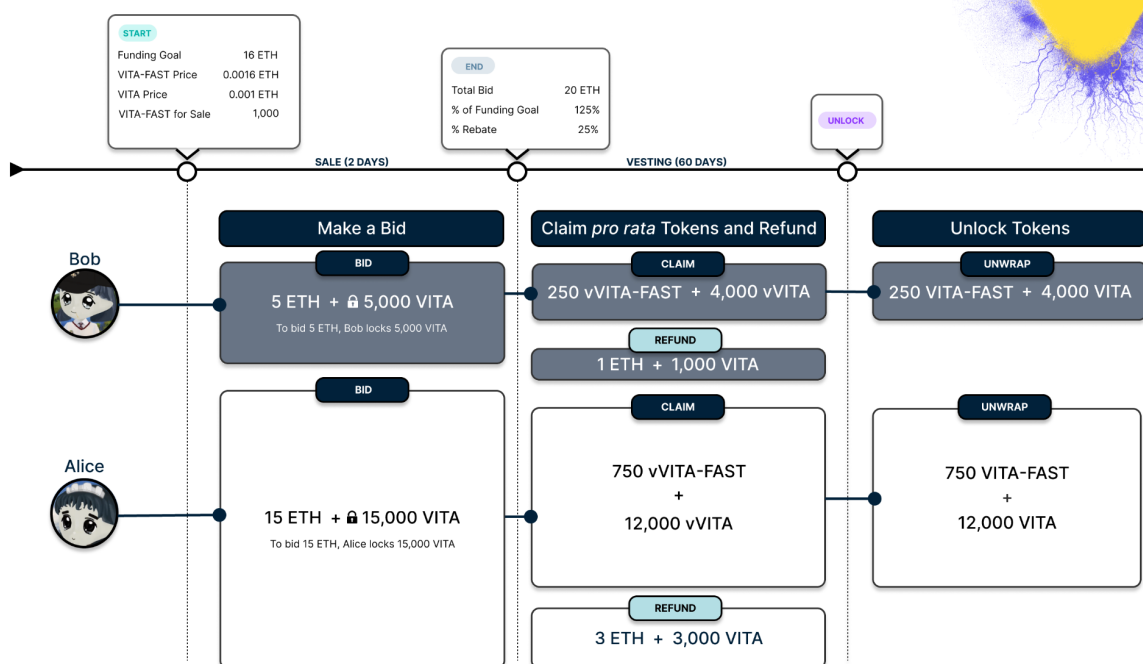 START
Funding Goal 16 ETH
VITA-FAST Price 0.0016 ETH
VITA Price 0.001 ETH
VITA-FAST for Sale 1,000
END
Total Bid 20 ETH
% of Funding Goal 125%
% Rebate 25%
UNLOCK
SALE (2 DAYS)
VESTING (60 DAYS)
Make a Bid
Claim pro rata Tokens and Refund
Unlock Tokens
Bob
BID
5 ETH + 5,000 VITA
To bid 5 ETH, Bob locks 5,000 VITA
CLAIM
250 vVITA-FAST + 4,000 vVITA
UNWRAP
250 VITA-FAST + 4,000 VITA
REFUND
1 ETH + 1,000 VITA
Alice
BID
15 ETH + 15,000 VITA
To bid 15 ETH, Alice locks 15,000 VITA
CLAIM
750 vVITA-FAST
+
12,000 vVITA
UNWRAP
750 VITA-FAST
+
12,000 VITA
REFUND
3 ETH + 3,000 VITA